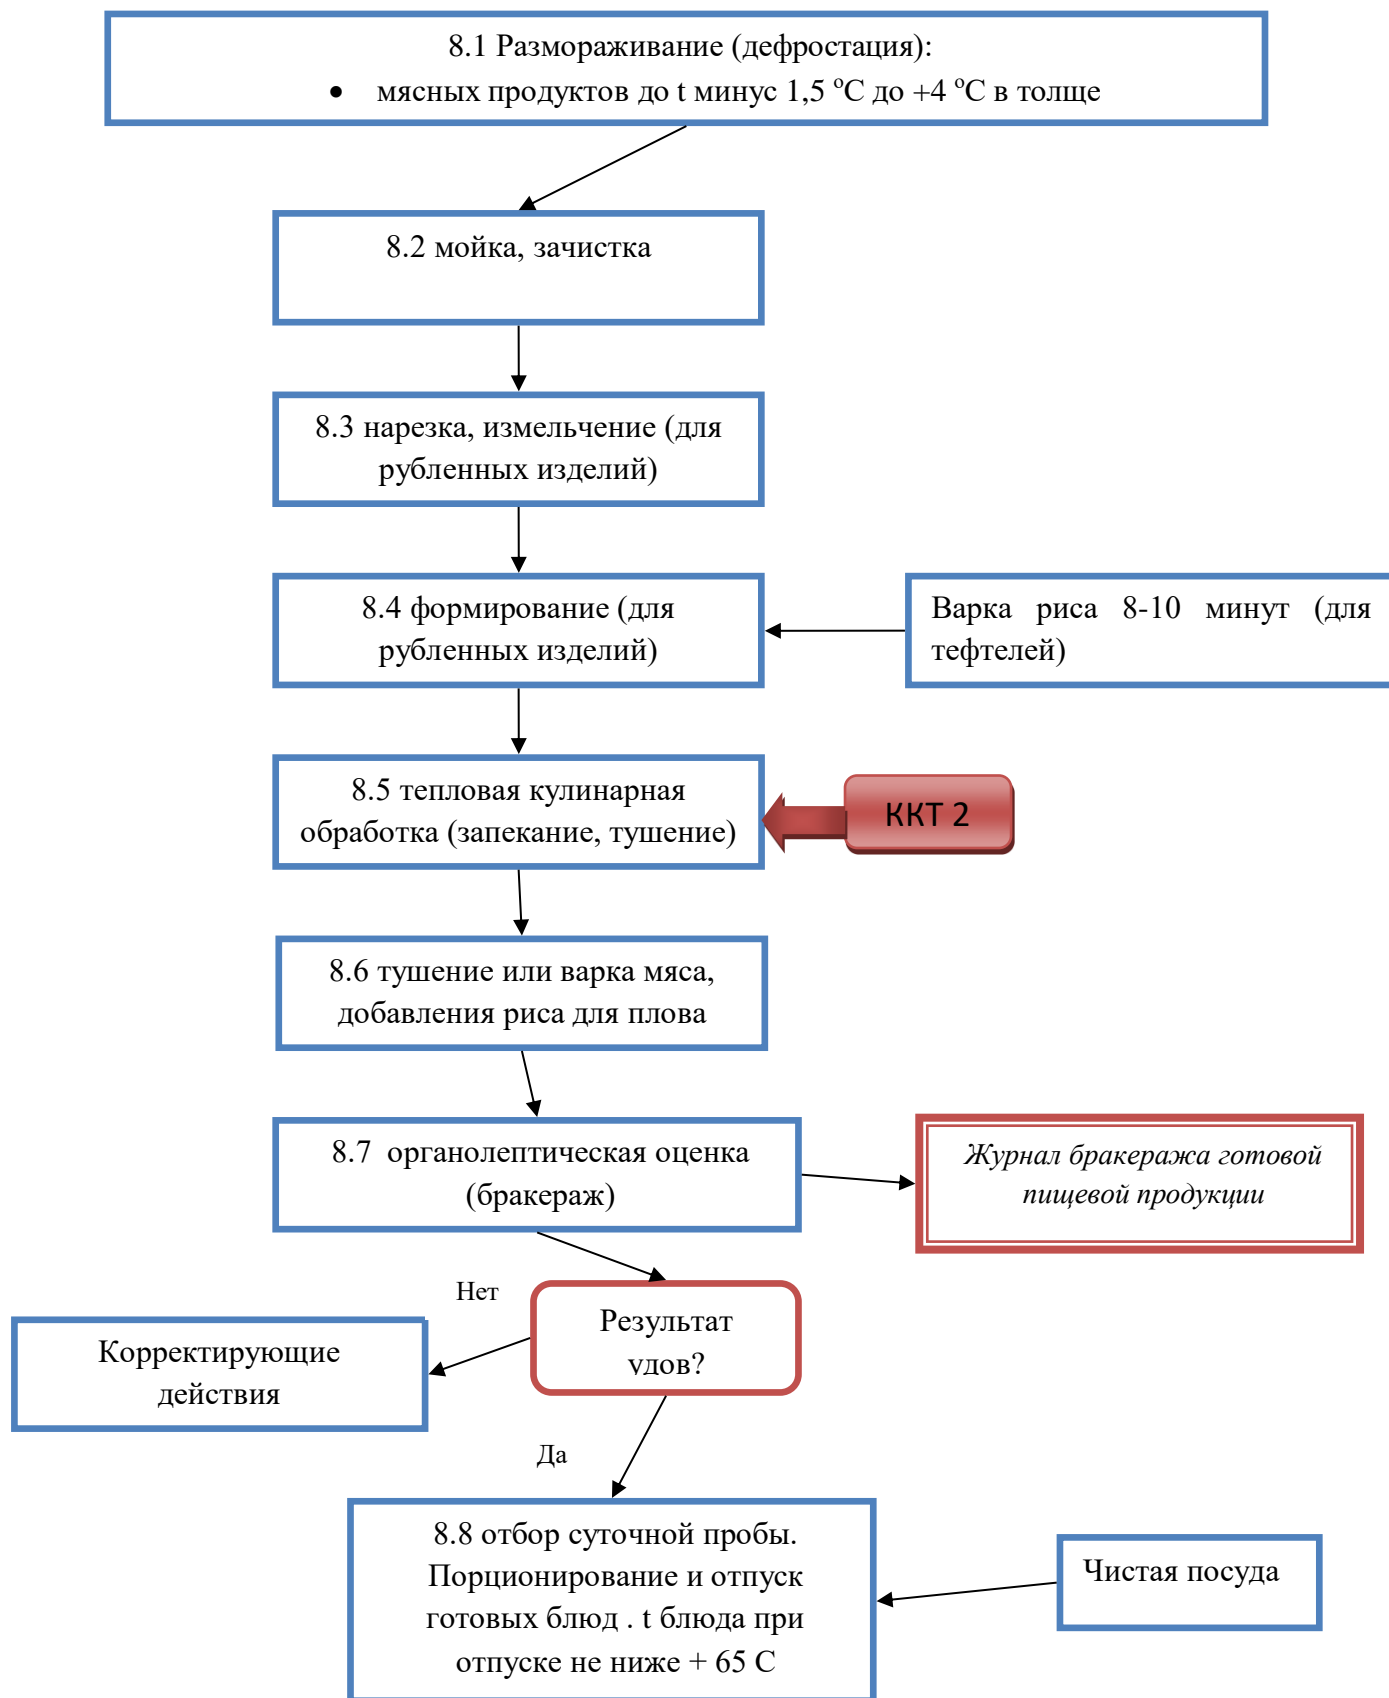 8.1 Размораживание (дефростация):
• мясных продуктов до t минус 1,5 ºС до +4 ºС в толще
8.2 мойка, зачистка
8.3 нарезка, измельчение (для
рубленных изделий)
8.4 формирование (для
рубленных изделий)
Варка риса 8-10 минут (для
тефтелей)
8.5 тепловая кулинарная
обработка (запекание, тушение)
ККТ 2
8.6 тушение или варка мяса,
добавления риса для плова
8.7 органолептическая оценка
(бракераж)
Журнал бракеража готовой
пищевой продукции
Нет
Результат
удов?
Корректирующие
действия
Да
8.8 отбор суточной пробы.
Порционирование и отпуск
готовых блюд . t блюда при
отпуске не ниже + 65 С
Чистая посуда